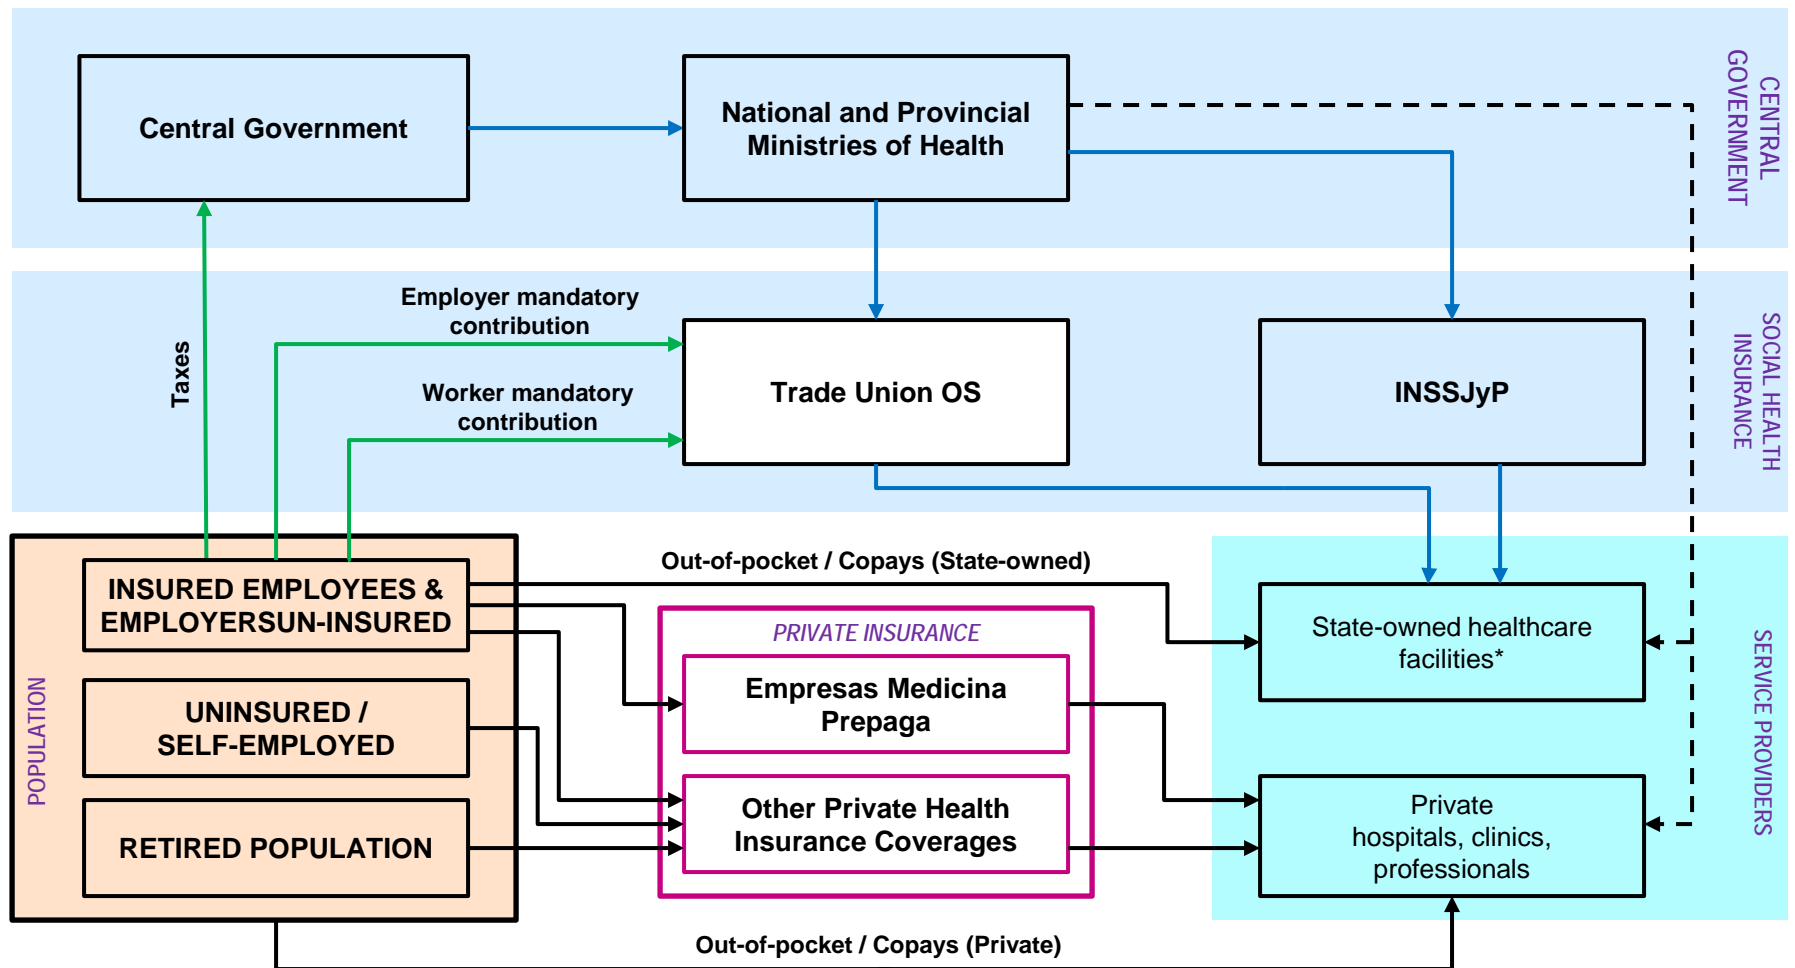 Central Government
National and Provincial
Ministries of Health
CENTRAL
GOVERNMENT
Taxes
Employer mandatory
contribution
Worker mandatory
contribution
Trade Union OS
INSSJyP
SOCIAL HEALTH
INSURANCE
POPULATION
INSURED EMPLOYEES &
EMPLOYERSUN-INSURED
UNINSURED /
SELF-EMPLOYED
RETIRED POPULATION
Out-of-pocket / Copays (State-owned)
PRIVATE INSURANCE
Empresas Medicina
Prepaga
Other Private Health
Insurance Coverages
State-owned healthcare
facilities*
Private
hospitals, clinics,
professionals
SERVICE PROVIDERS
Out-of-pocket / Copays (Private)